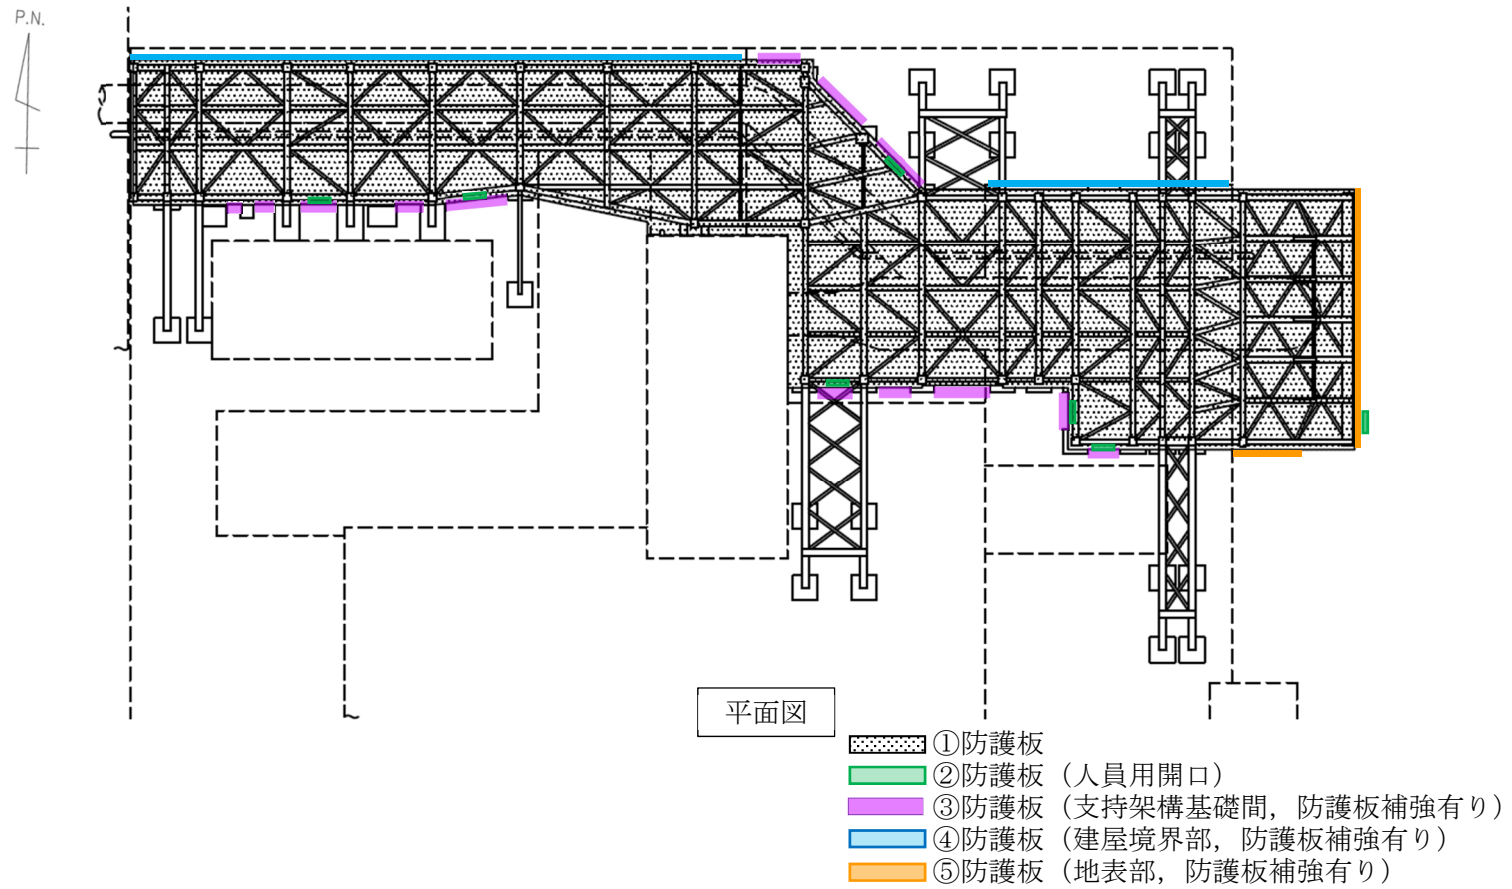 P.N.
平面図
①防護板
②防護板（人員用開口）
③防護板（支持架構基礎間，防護板補強有り）
④防護板（建屋境界部，防護板補強有り）
⑤防護板（地表部，防護板補強有り）